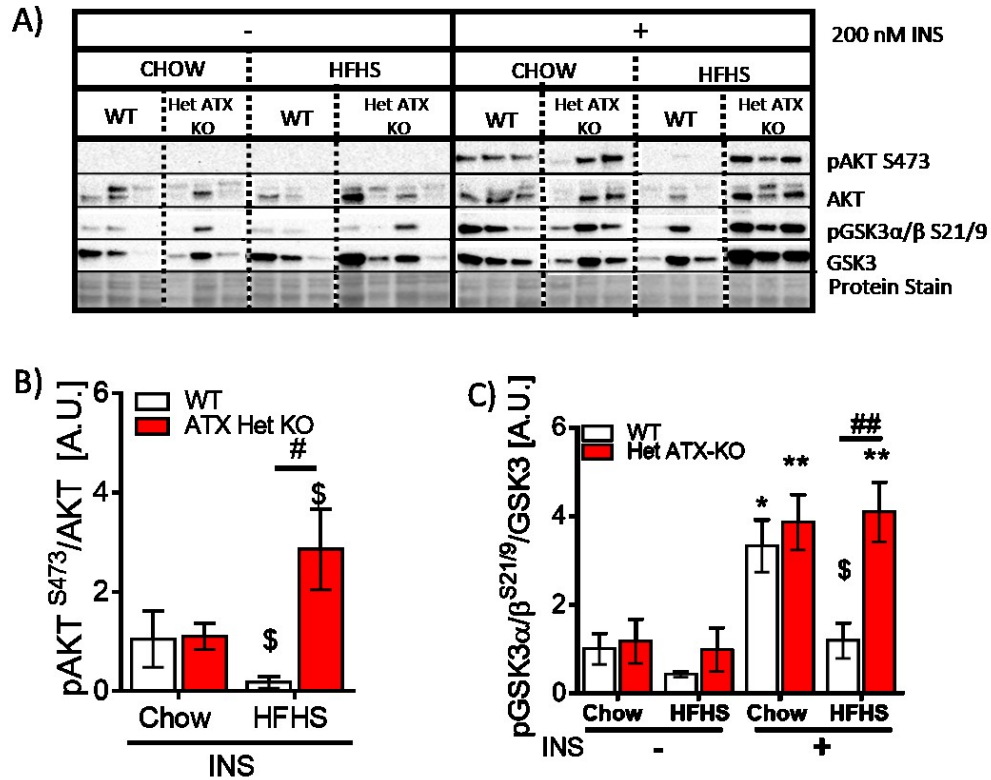 A)
- + 200 nM INS
CHOW HFHS CHOW HFHS
WT Het ATX KO WT Het ATX KO WT Het ATX KO WT Het ATX KO
pAKT S473
AKT
pGSK3α/β S21/9
GSK3
Protein Stain
B)
pAKT S473/AKT [A.U.]
6
4
2
0
WT
ATX Het KO
#
$
$
Chow HFHS
INS
C)
pGSK3α/β S21/9/GSK3 [A.U.]
6
4
2
0
WT
Het ATX-KO
##
* ** **
$
Chow HFHS Chow HFHS
INS - +